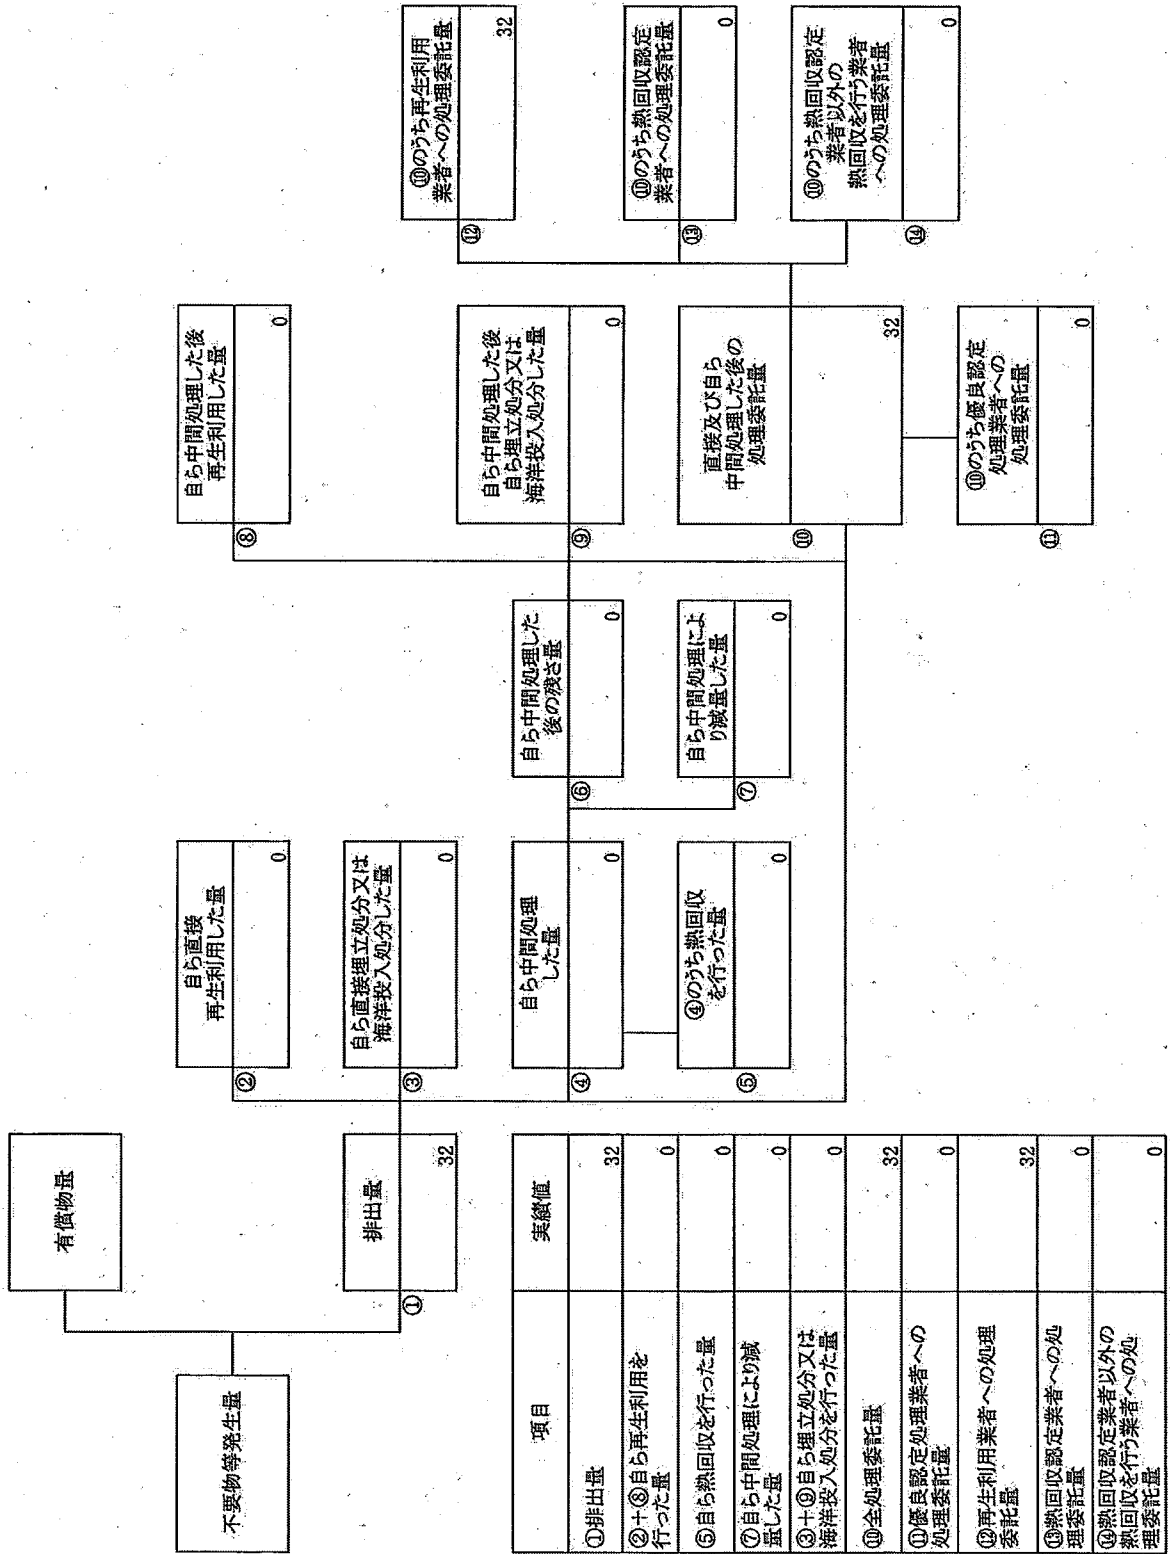 不要物等発生量
有償物量
排出量
①
32
自ら直接
再生利用した量
②
0
自ら直接埋立処分又は
海洋投入処分した量
③
0
自ら中間処理
した量
④
0
④のうち熱回収
を行った量
⑤
0
自ら中間処理した
後の残さ量
⑥
0
自ら中間処理によ
り減量した量
⑦
0
自ら中間処理した後
再生利用した量
⑧
0
自ら中間処理した後
自ら埋立処分又は
海洋投入処分した量
⑨
0
直接及び自ら
中間処理した後の
処理委託量
⑩
32
⑩のうち優良認定
処理業者への
処理委託量
⑪
0
⑩のうち再生利用
業者への処理委託量
⑫
32
⑩のうち熱回収認定
業者への処理委託量
⑬
0
⑩のうち熱回収認定
業者以外の
熱回収を行う業者
への処理委託量
⑭
0
項目 実績値
①排出量 32
②+⑧自ら再生利用を
行った量 0
⑤自ら熱回収を行った量 0
⑦自ら中間処理により減
量した量 0
③+⑨自ら埋立処分又は
海洋投入処分を行った量 0
⑩全処理委託量 32
⑪優良認定処理業者への
処理委託量 0
⑫再生利用業者への処理
委託量 32
⑬熱回収認定業者への処
理委託量 0
⑭熱回収認定業者以外の
熱回収を行う業者への処
理委託量 0